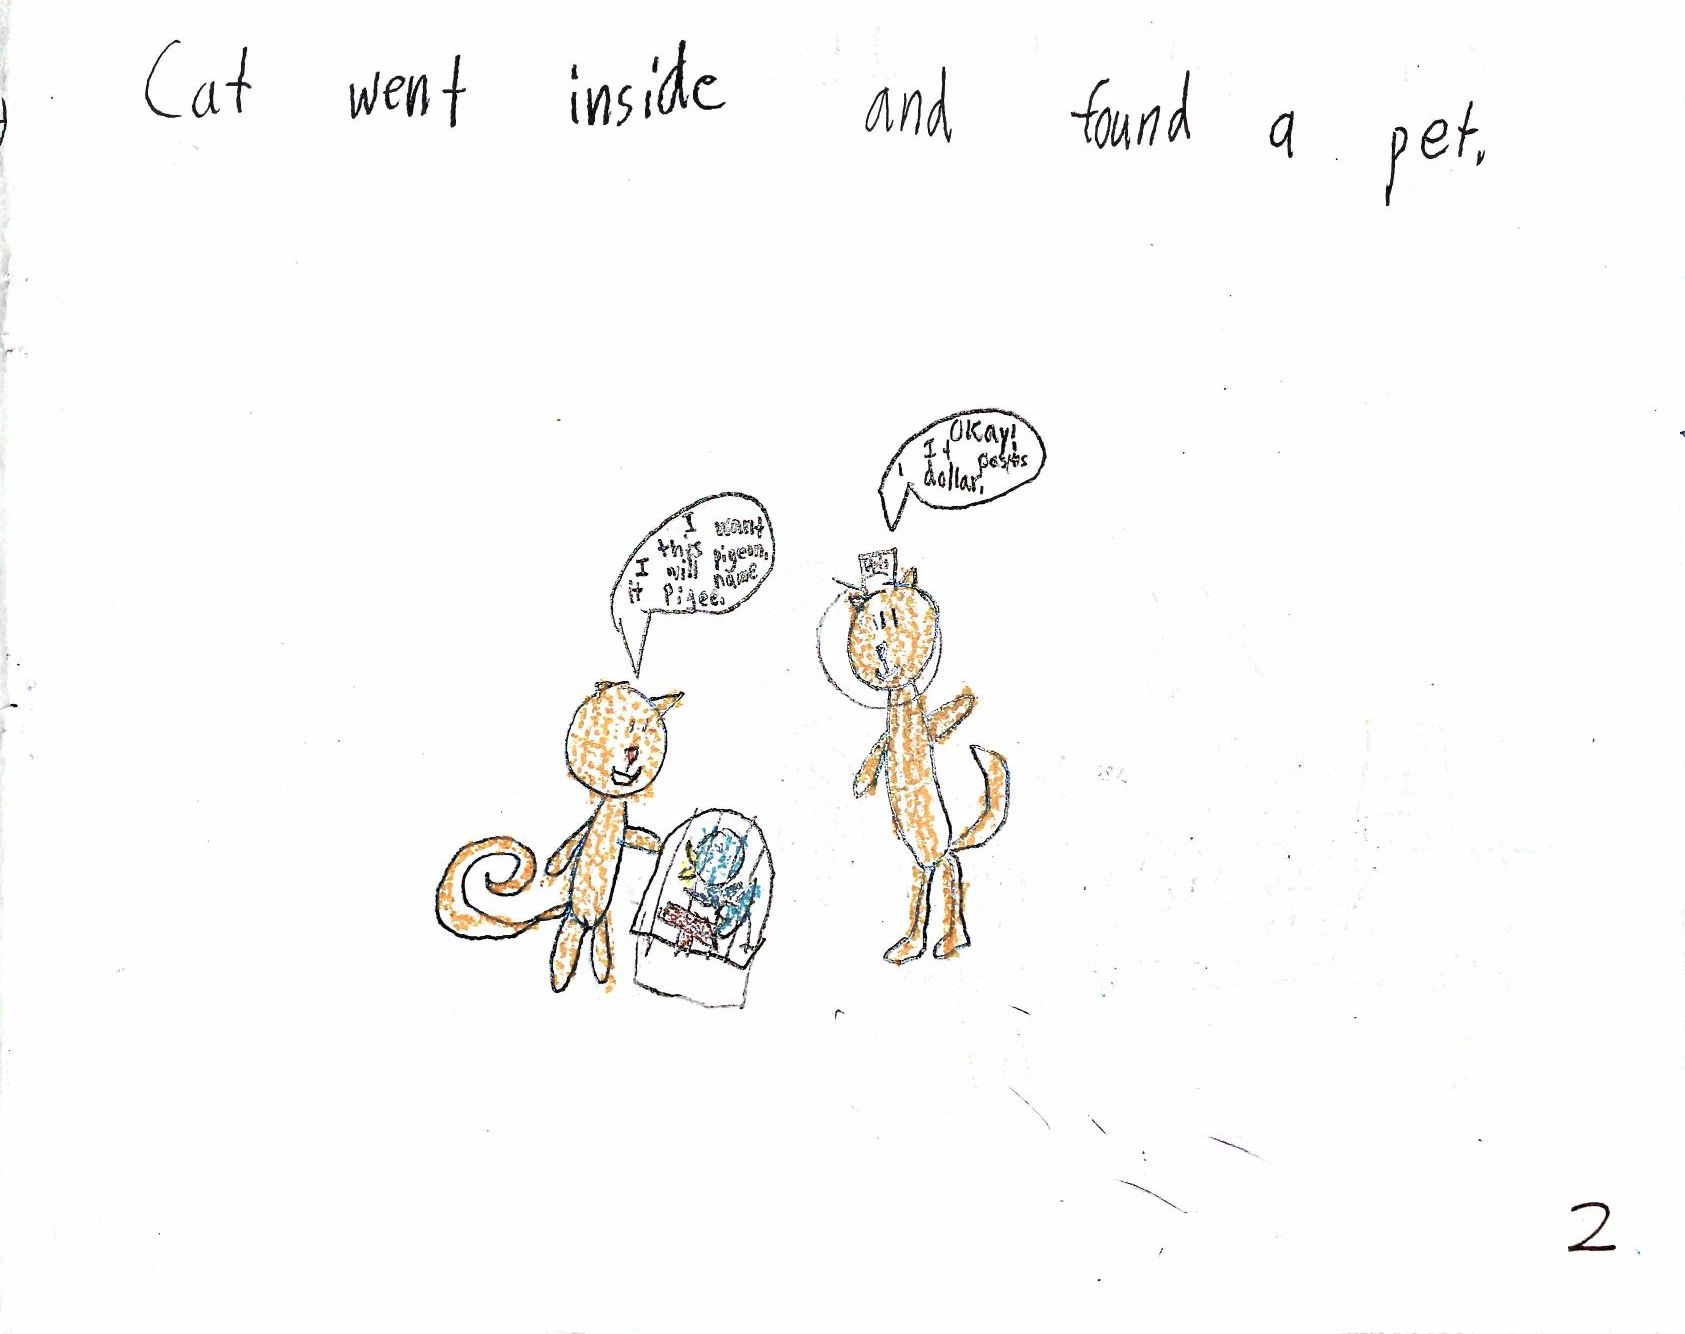 Cat went inside and found a pet.
I want
this pigeon.
I will name
it Pigee.
Okay!
It costs
1 dollar.
2